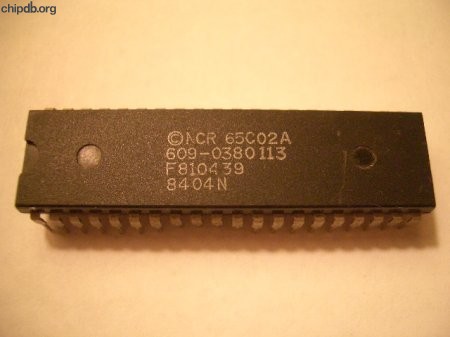 chipdb.org
©NCR 65C02A
609-0380113
F810439
8404N